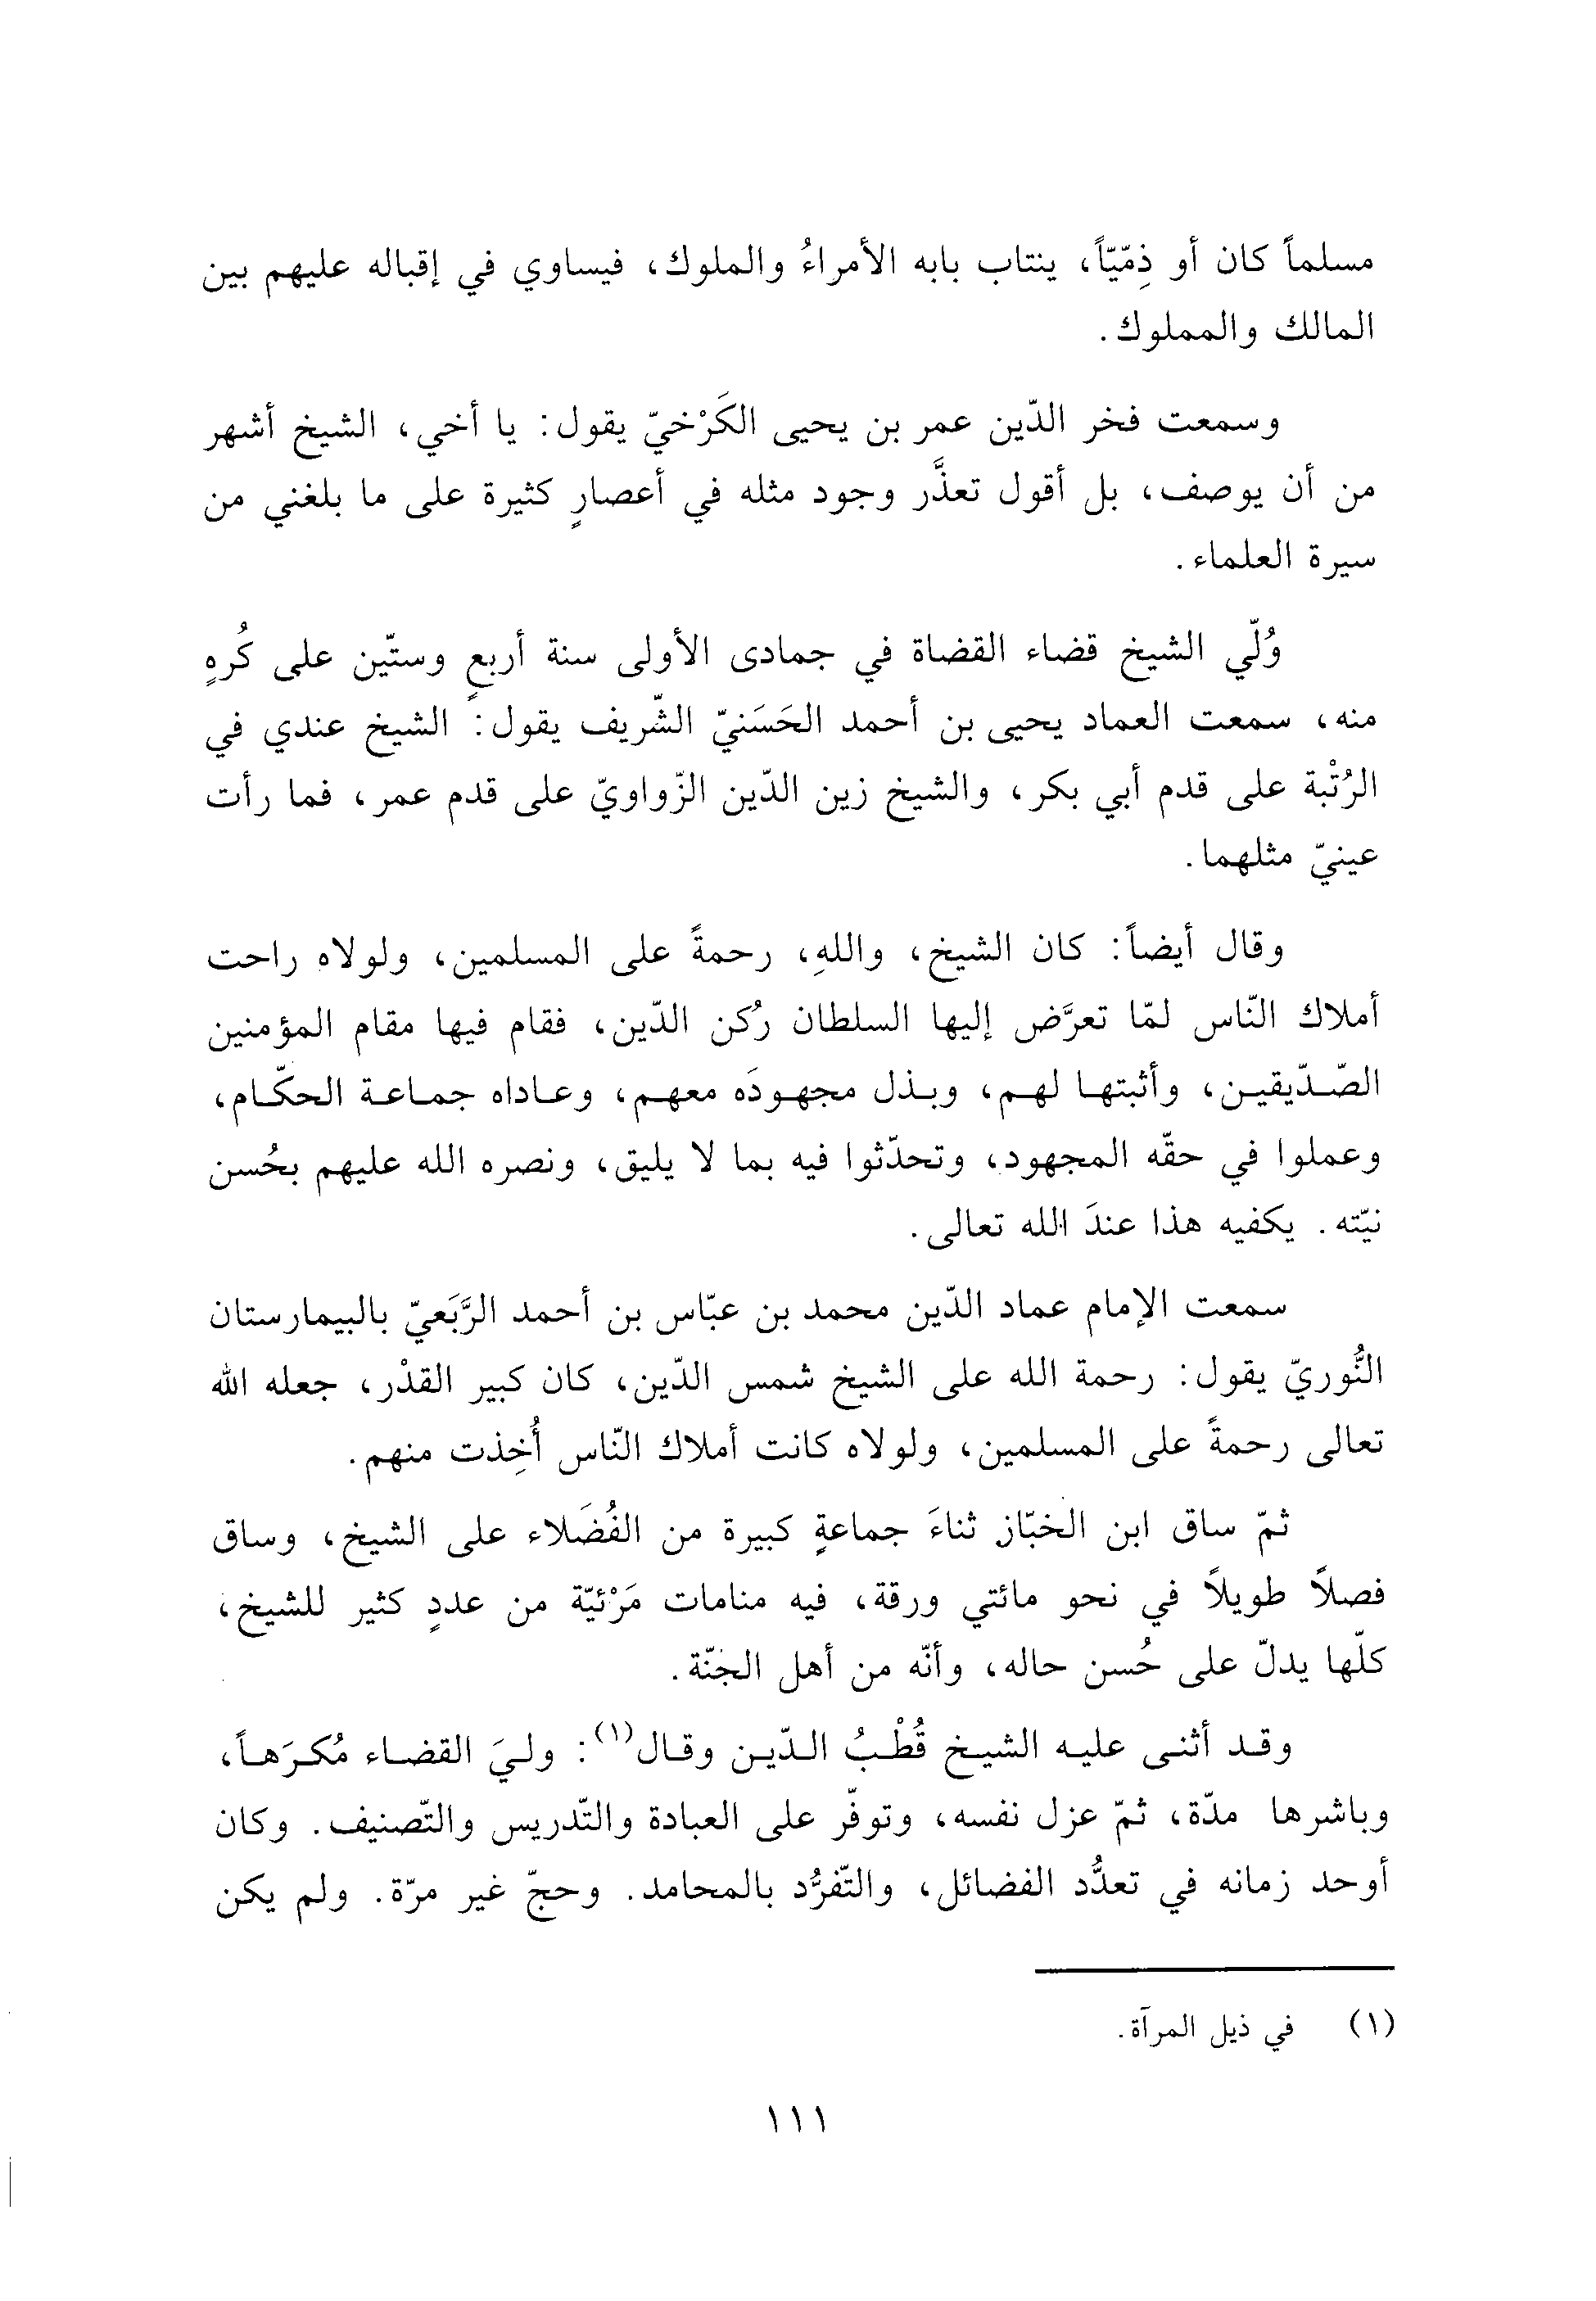 مسلماً كان أو ذِمّيّاً، ينتاب بابه الأمراءُ والملوك، فيساوي في إقباله عليهم بين
المالك والمملوك.
وسمعت فخر الدّين عمر بن يحيى الكَرْخيّ يقول: يا أخي، الشيخ أشهر
من أن يوصف، بل أقول تعذَّر وجود مثله في أعصارٍ كثيرة على ما بلغني من
سيرة العلماء.
وُلّي الشيخ قضاء القضاة في جمادى الأولى سنة أربعٍ وستّين على كُرهٍ
منه، سمعت العماد يحيى بن أحمد الحَسَنيّ الشّريف يقول: الشيخ عندي في
الرُتْبة على قدم أبي بكر، والشيخ زين الدّين الزّواويّ على قدم عمر، فما رأت
عينيّ مثلهما.
وقال أيضاً: كان الشيخ، واللهِ، رحمةً على المسلمين، ولولاه راحت
أملاك النّاس لمّا تعرَّض إليها السلطان رُكن الدّين، فقام فيها مقام المؤمنين
الصّدّيقين، وأثبتها لهم، وبذل مجهودَه معهم، وعاداه جماعة الحكّام،
وعملوا في حقّه المجهود، وتحدّثوا فيه بما لا يليق، ونصره الله عليهم بحُسن
نيّته. يكفيه هذا عندَ الله تعالى.
سمعت الإمام عماد الدّين محمد بن عبّاس بن أحمد الرَّبَعيّ بالبيمارستان
النُّوريّ يقول: رحمة الله على الشيخ شمس الدّين، كان كبير القدْر، جعله الله
تعالى رحمةً على المسلمين، ولولاه كانت أملاك النّاس أُخِذت منهم.
ثمّ ساق ابن الخبّاز ثناءَ جماعةٍ كبيرة من الفُضَلاء على الشيخ، وساق
فصلاً طويلاً في نحو مائتي ورقة، فيه منامات مَرْئيّة من عددٍ كثير للشيخ،
كلّها يدلّ على حُسن حاله، وأنّه من أهل الجنّة.
وقد أثنى عليه الشيخ قُطْبُ الدّين وقال(١): وليَ القضاء مُكرَهاً،
وباشرها مدّة، ثمّ عزل نفسه، وتوفّر على العبادة والتّدريس والتّصنيف. وكان
أوحد زمانه في تعدُّد الفضائل، والتّفرُّد بالمحامد. وحجّ غير مرّة. ولم يكن
(١) في ذيل المرآة.
١١١